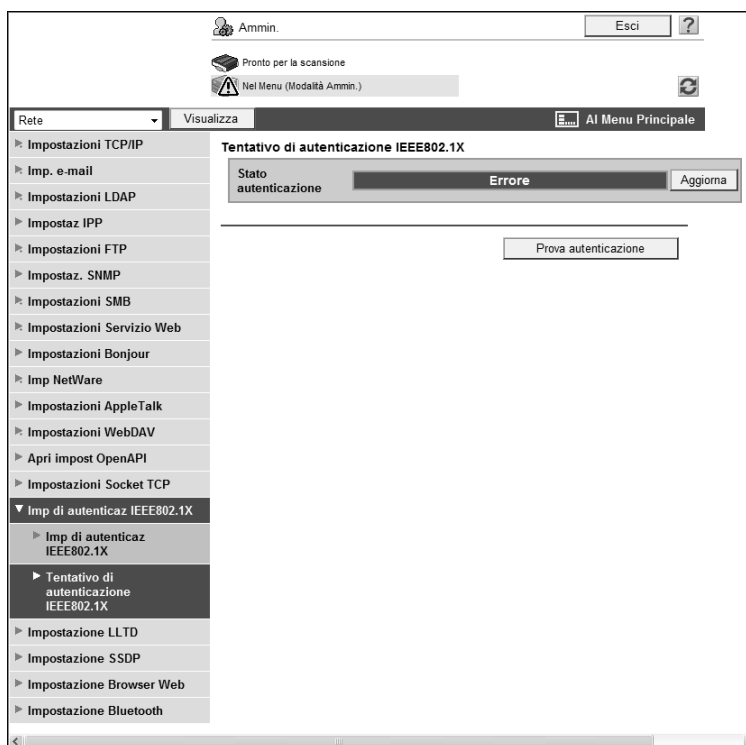 Ammin.
Esci
?
Pronto per la scansione
Nel Menu (Modalità Ammin.)
Rete
Visualizza
Al Menu Principale
Impostazioni TCP/IP
Imp. e-mail
Impostazioni LDAP
Impostaz IPP
Impostazioni FTP
Impostaz. SNMP
Impostazioni SMB
Impostazioni Servizio Web
Impostazioni Bonjour
Imp NetWare
Impostazioni AppleTalk
Impostazioni WebDAV
Apri impost OpenAPI
Impostazioni Socket TCP
Imp di autenticaz IEEE802.1X
Imp di autenticaz
IEEE802.1X
Tentativo di
autenticazione
IEEE802.1X
Impostazione LLTD
Impostazione SSDP
Impostazione Browser Web
Impostazione Bluetooth
Tentativo di autenticazione IEEE802.1X
Stato
autenticazione
Errore
Aggiorna
Prova autenticazione